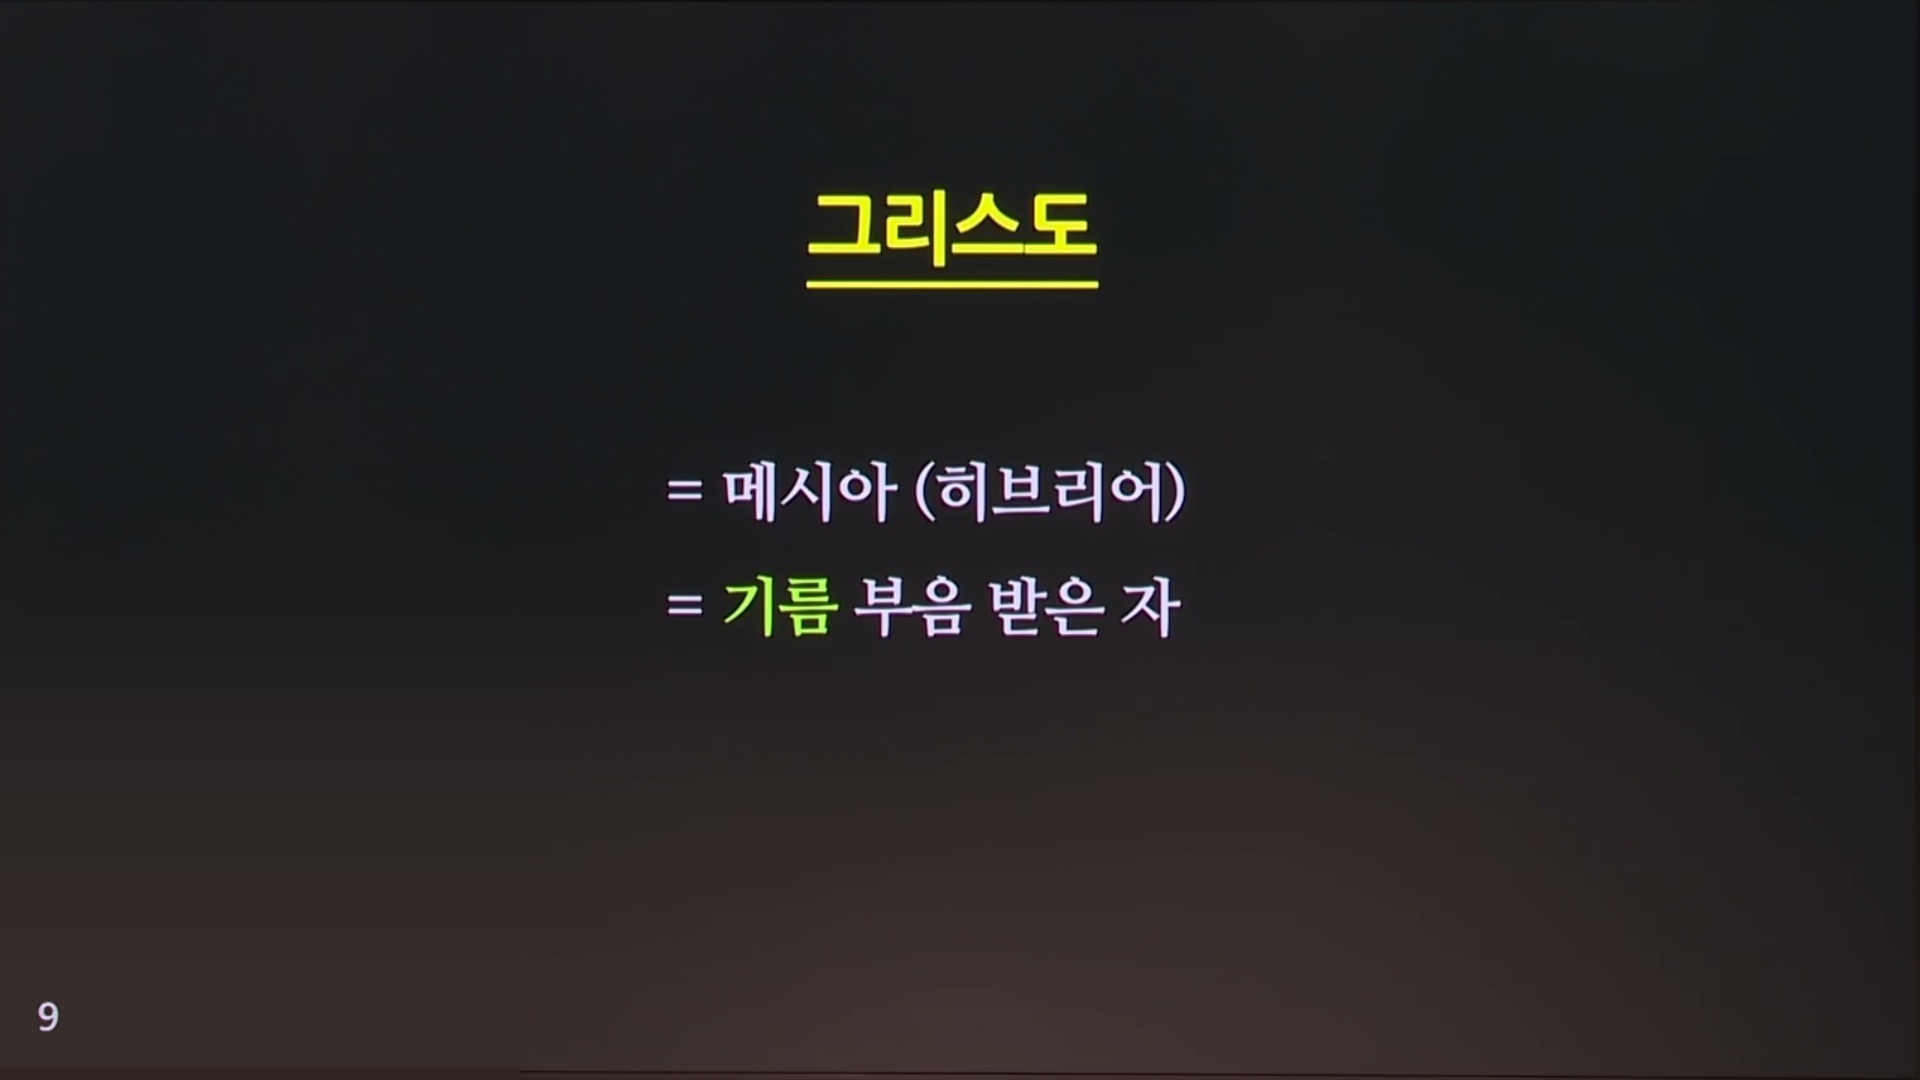 그리스도
= 메시아 (히브리어)
= 기름 부음 받은 자
9